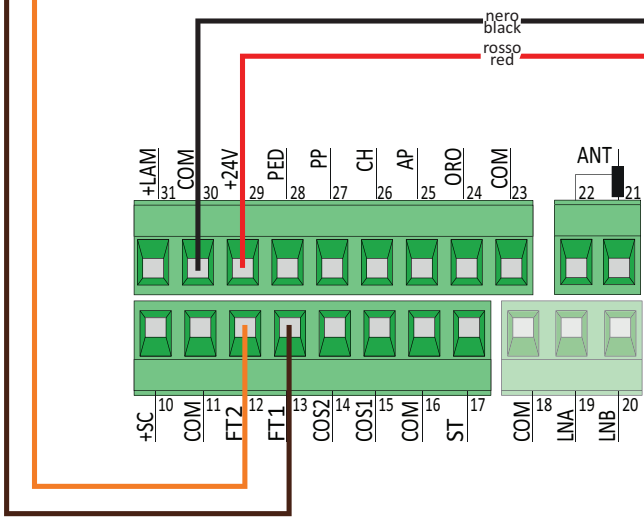 nero
black
rosso
red
+LAM COM +24V PED PP CH AP ORO COM ANT
31 30 29 28 27 26 25 24 23 22 21
10 11 12 13 14 15 16 17 18 19 20
+SC COM FT2 FT1 COS2 COS1 COM ST COM LNA LNB